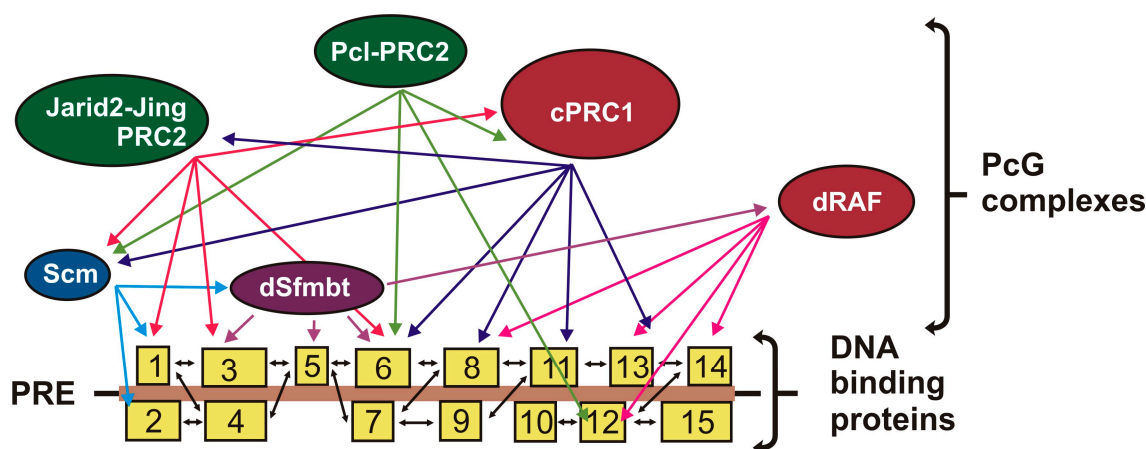 Pcl-PRC2
Jarid2-Jing
PRC2
cPRC1
PcG
complexes
dRAF
Scm
dSfmbt
1
3
5
6
8
11
13
14
DNA
binding
proteins
PRE
2
4
7
9
10
12
15